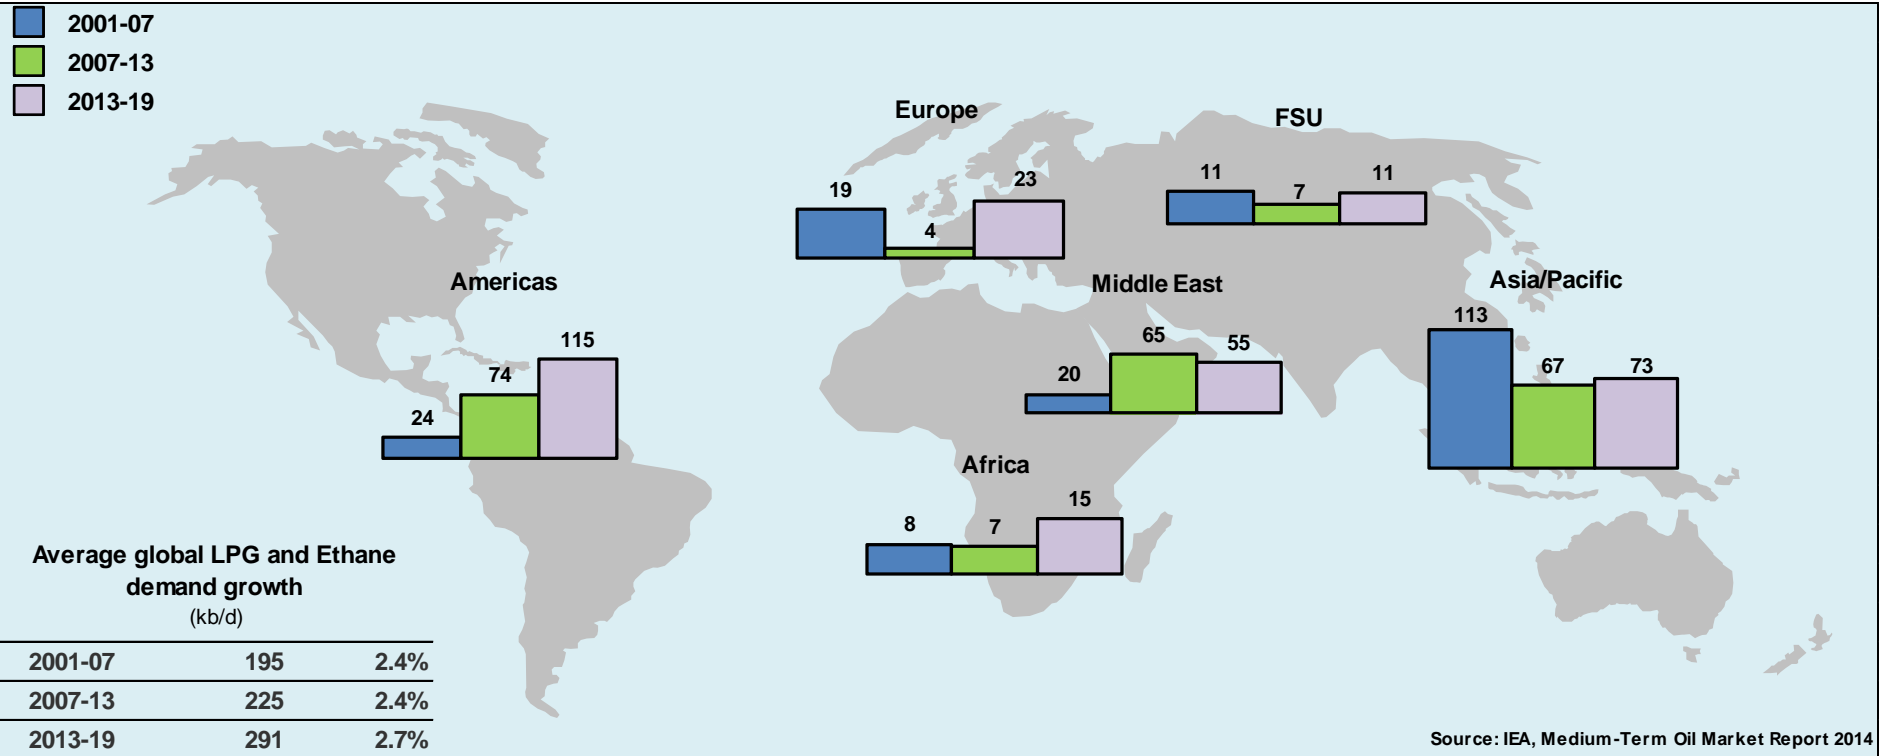 2001-07
2007-13
2013-19
Europe
19
4
23
FSU
11
7
11
Americas
24
74
115
Middle East
20
65
55
Asia/Pacific
113
67
73
Africa
8
7
15
Average global LPG and Ethane
demand growth
(kb/d)
2001-07 195 2.4%
2007-13 225 2.4%
2013-19 291 2.7%
Source: IEA, Medium-Term Oil Market Report 2014